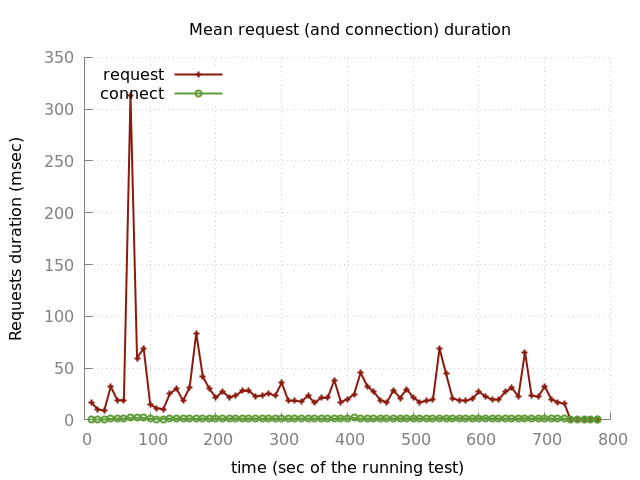 Mean request (and connection) duration
350
300
250
200
150
100
50
0
request
connect
Requests duration (msec)
0 100 200 300 400 500 600 700 800
time (sec of the running test)